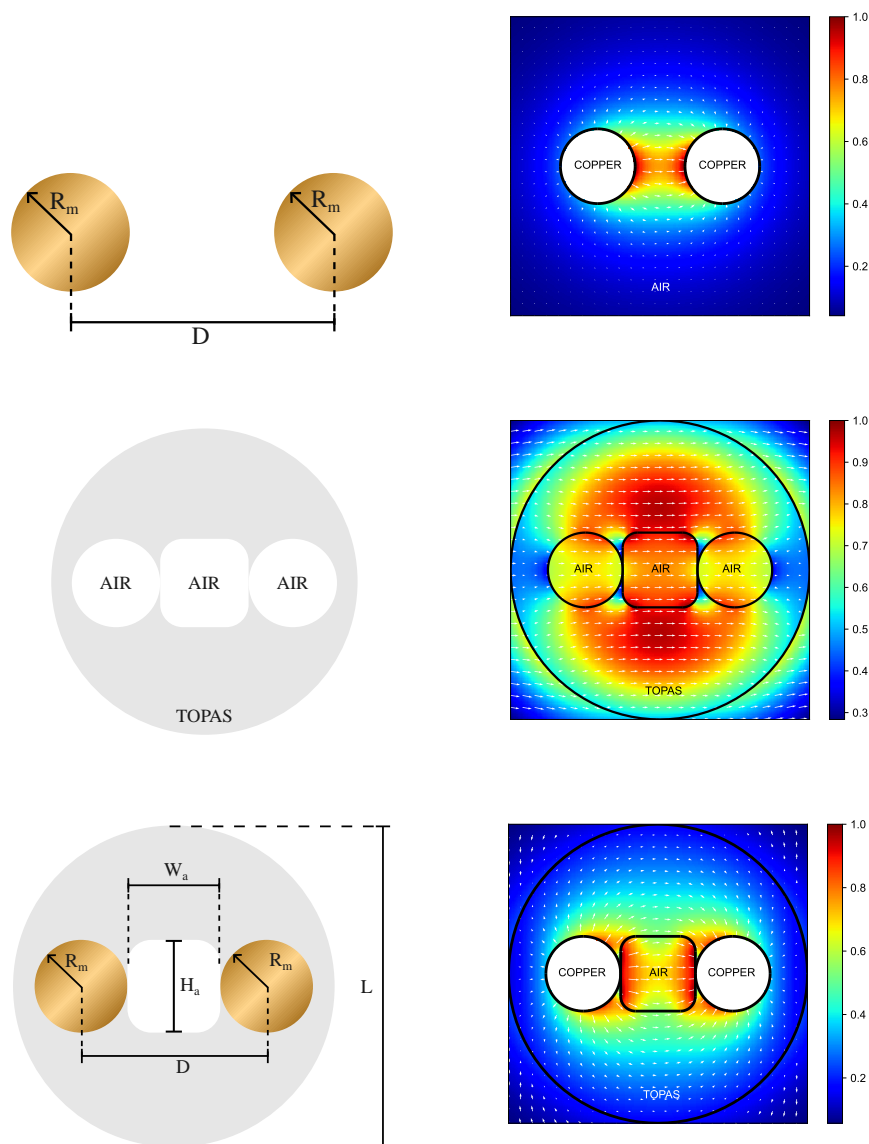 R_m
R_m
D
COPPER
COPPER
AIR
1.0
0.8
0.6
0.4
0.2
AIR
AIR
AIR
TOPAS
AIR
AIR
AIR
TOPAS
1.0
0.9
0.8
0.7
0.6
0.5
0.4
0.3
W_a
R_m
R_m
H_a
D
L
COPPER
AIR
COPPER
TOPAS
1.0
0.8
0.6
0.4
0.2